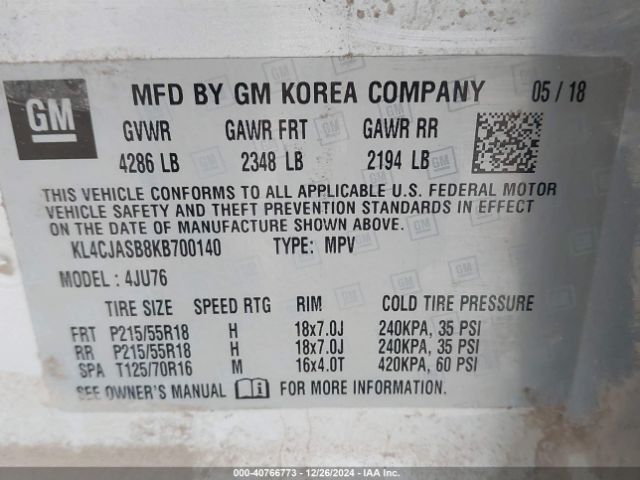 GM
MFD BY GM KOREA COMPANY 05 / 18
GVWR GAWR FRT GAWR RR
4286 LB 2348 LB 2194 LB
THIS VEHICLE CONFORMS TO ALL APPLICABLE U.S. FEDERAL MOTOR
VEHICLE SAFETY AND THEFT PREVENTION STANDARDS IN EFFECT
ON THE DATE OF MANUFACTURE SHOWN ABOVE.
KL4CJASB8KB700140 TYPE: MPV
MODEL : 4JU76
TIRE SIZE SPEED RTG RIM COLD TIRE PRESSURE
FRT P215/55R18 H 18x7.0J 240KPA, 35 PSI
RR P215/55R18 H 18x7.0J 240KPA, 35 PSI
SPA T125/70R16 M 16x4.0T 420KPA, 60 PSI
SEE OWNER'S MANUAL FOR MORE INFORMATION.
000-40766773 - 12/26/2024 - IAAI.COM